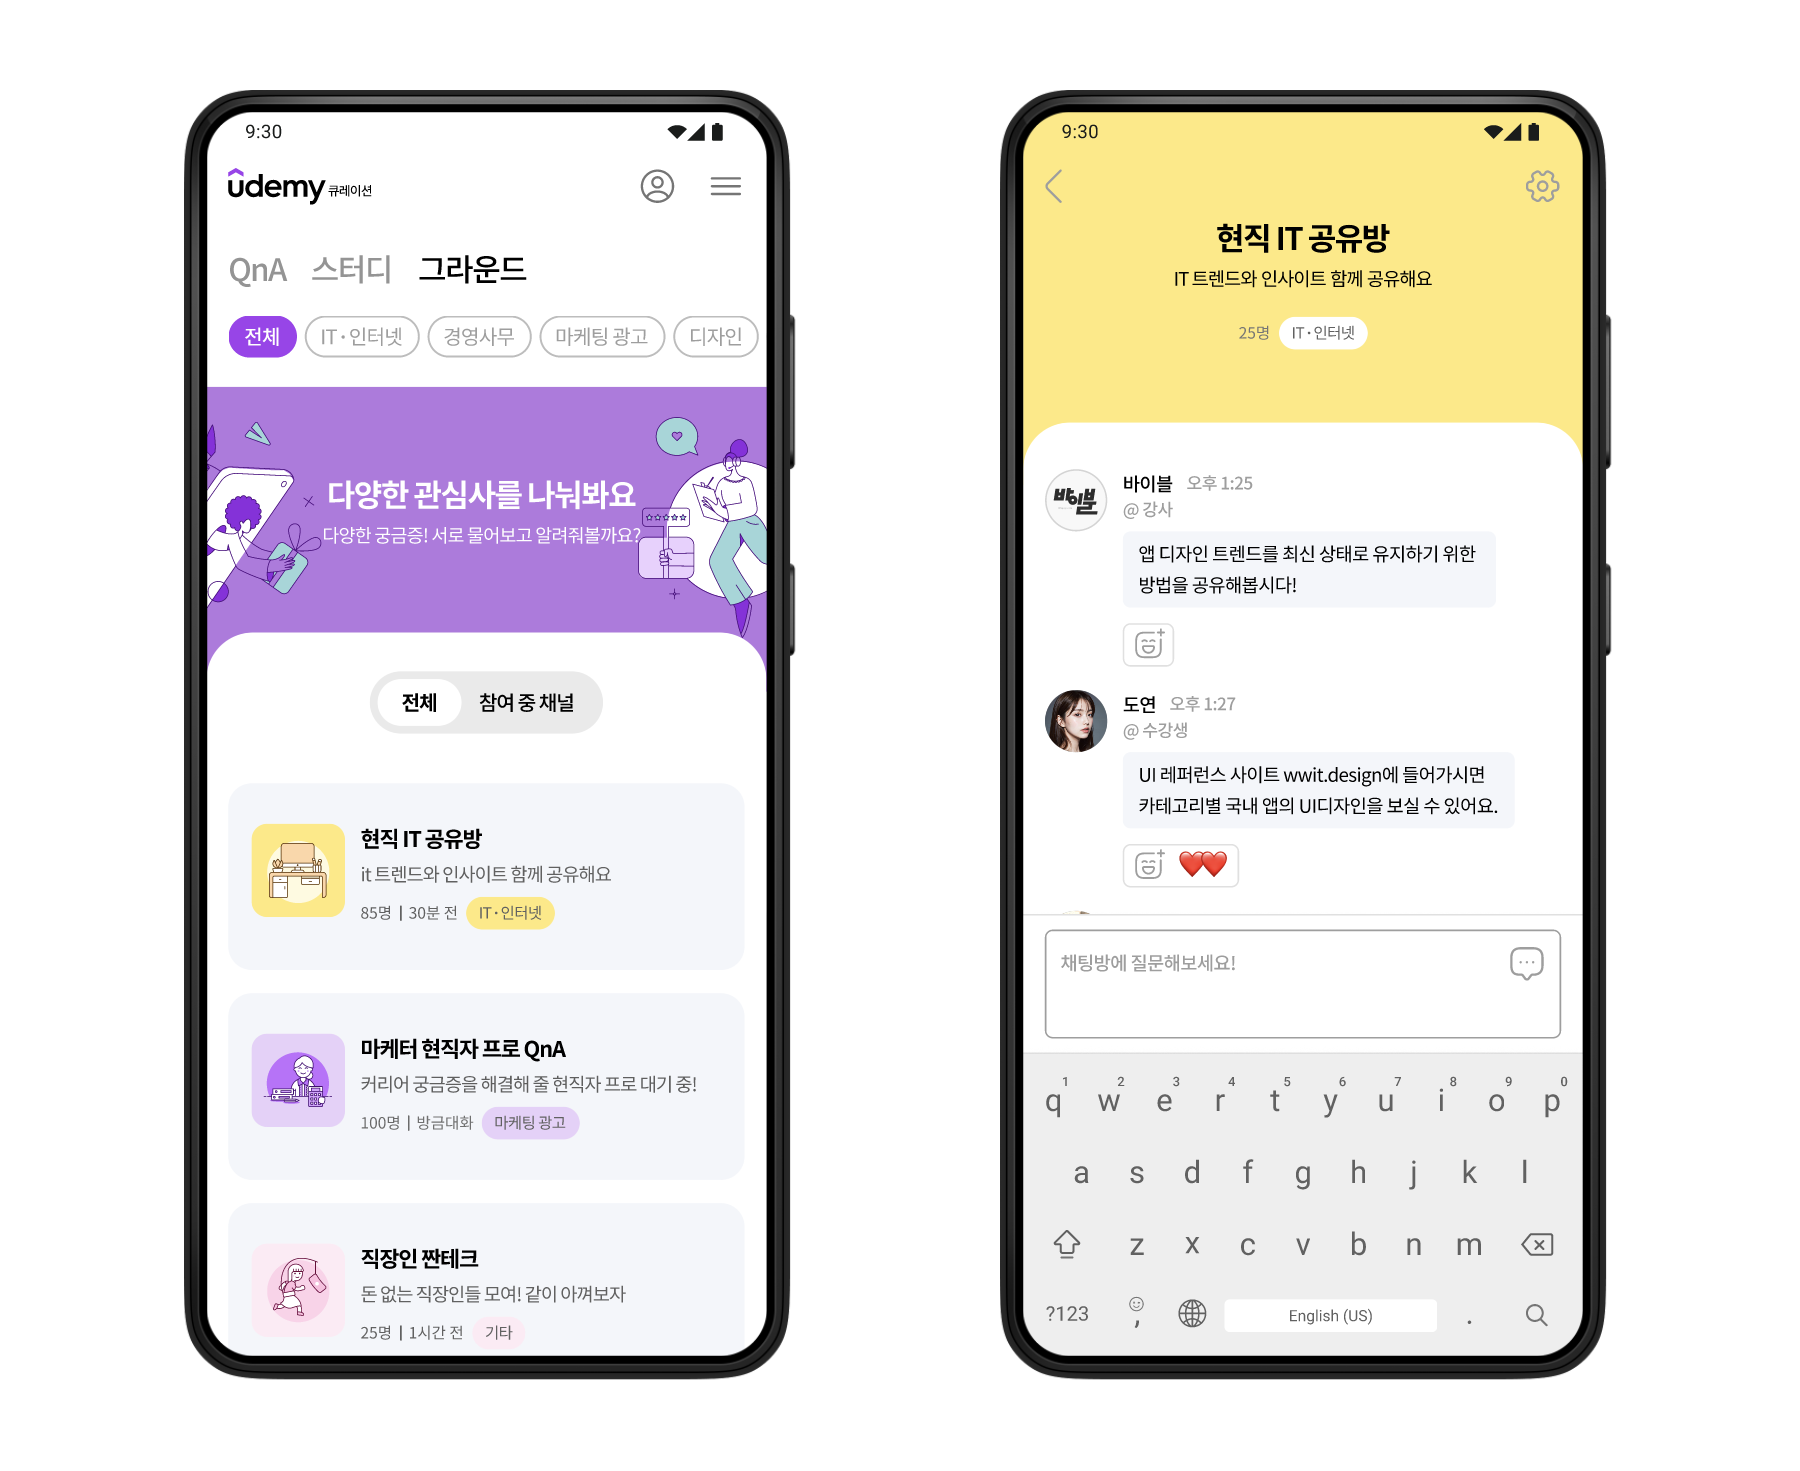 9:30
udemy 큐레이션
QnA 스터디 그라운드
전체 IT·인터넷 경영사무 마케팅 광고 디자인
다양한 관심사를 나눠봐요
다양한 궁금증! 서로 물어보고 알려줘볼까요?
전체 참여 중 채널
현직 IT 공유방
it 트렌드와 인사이트 함께 공유해요
85명 | 30분 전 IT·인터넷
마케터 현직자 프로 QnA
커리어 궁금증을 해결해 줄 현직자 프로 대기 중!
100명 | 방금대화 마케팅 광고
직장인 짠테크
돈 없는 직장인들 모여! 같이 아껴보자
25명 | 1시간 전 기타
9:30
현직 IT 공유방
IT 트렌드와 인사이트 함께 공유해요
25명 IT·인터넷
바이블
바이블 오후 1:25
@ 강사
앱 디자인 트렌드를 최신 상태로 유지하기 위한
방법을 공유해봅시다!
도연 오후 1:27
@ 수강생
UI 레퍼런스 사이트 wwit.design에 들어가시면
카테고리별 국내 앱의 UI디자인을 보실 수 있어요.
채팅방에 질문해보세요!
1 2 3 4 5 6 7 8 9 0
q w e r t y u i o p
a s d f g h j k l
z x c v b n m
?123 , English (US) .